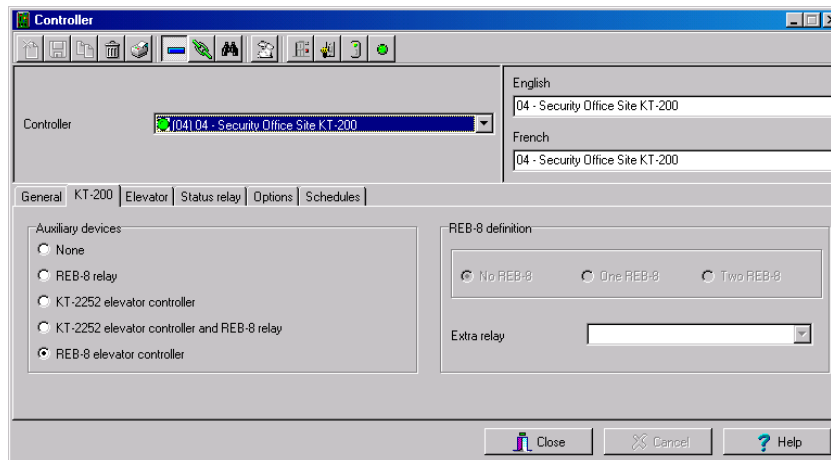 Controller
English
04 - Security Office Site KT-200
Controller
(04) 04 - Security Office Site KT-200
French
04 - Security Office Site KT-200
General KT-200 Elevator Status relay Options Schedules
Auxiliary devices
None
REB-8 relay
KT-2252 elevator controller
KT-2252 elevator controller and REB-8 relay
REB-8 elevator controller
REB-8 definition
No REB-8 One REB-8 Two REB-8
Extra relay
Close Cancel Help